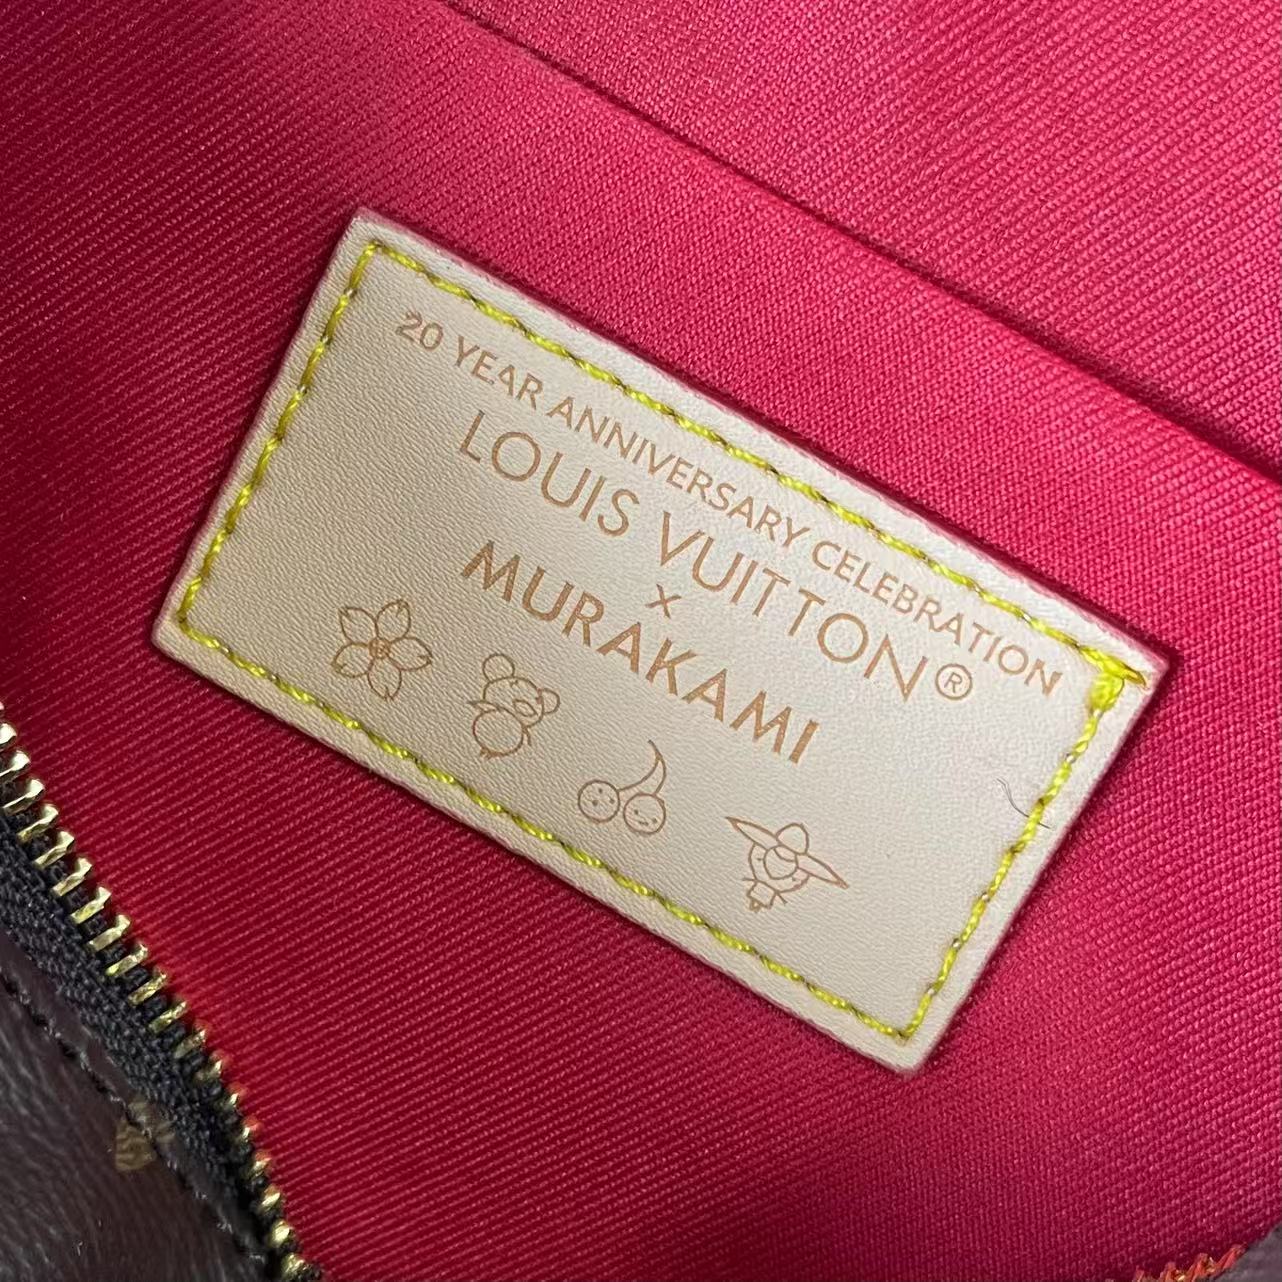 20 YEAR ANNIVERSARY CELEBRATION
LOUIS VUITTON®
×
MURAKAMI